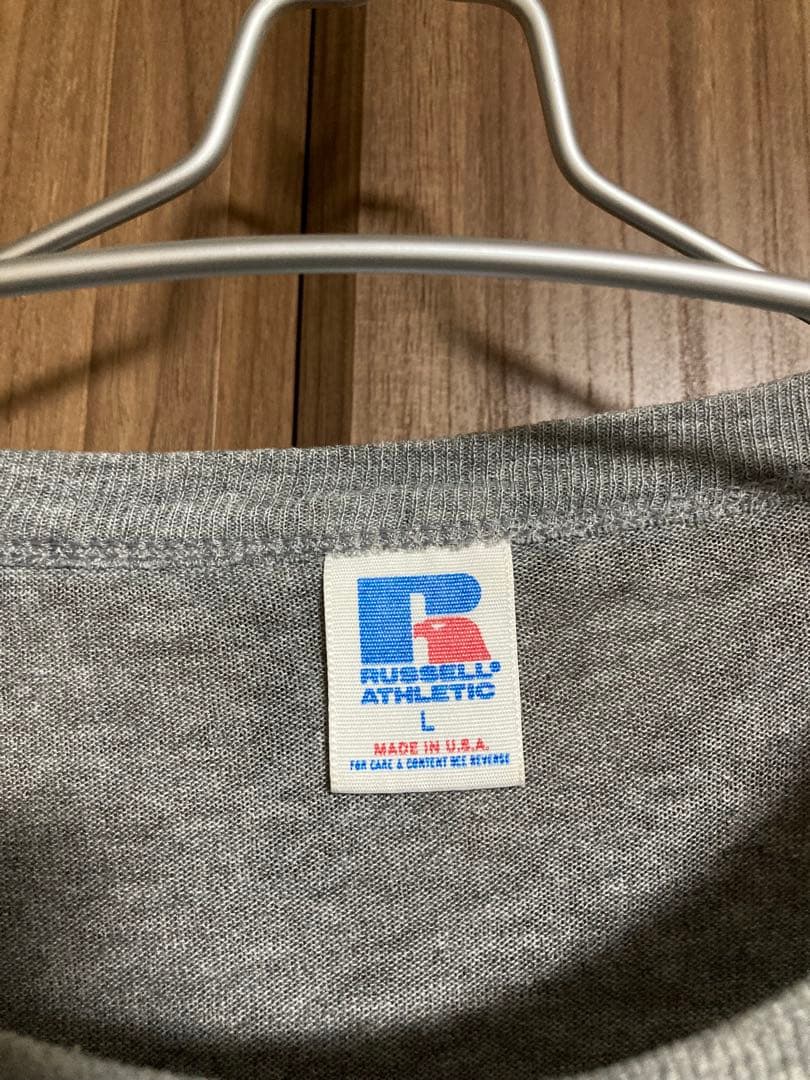 R
RUSSELL®
ATHLETIC
L
MADE IN U.S.A.
FOR CARE & CONTENT SEE REVERSE